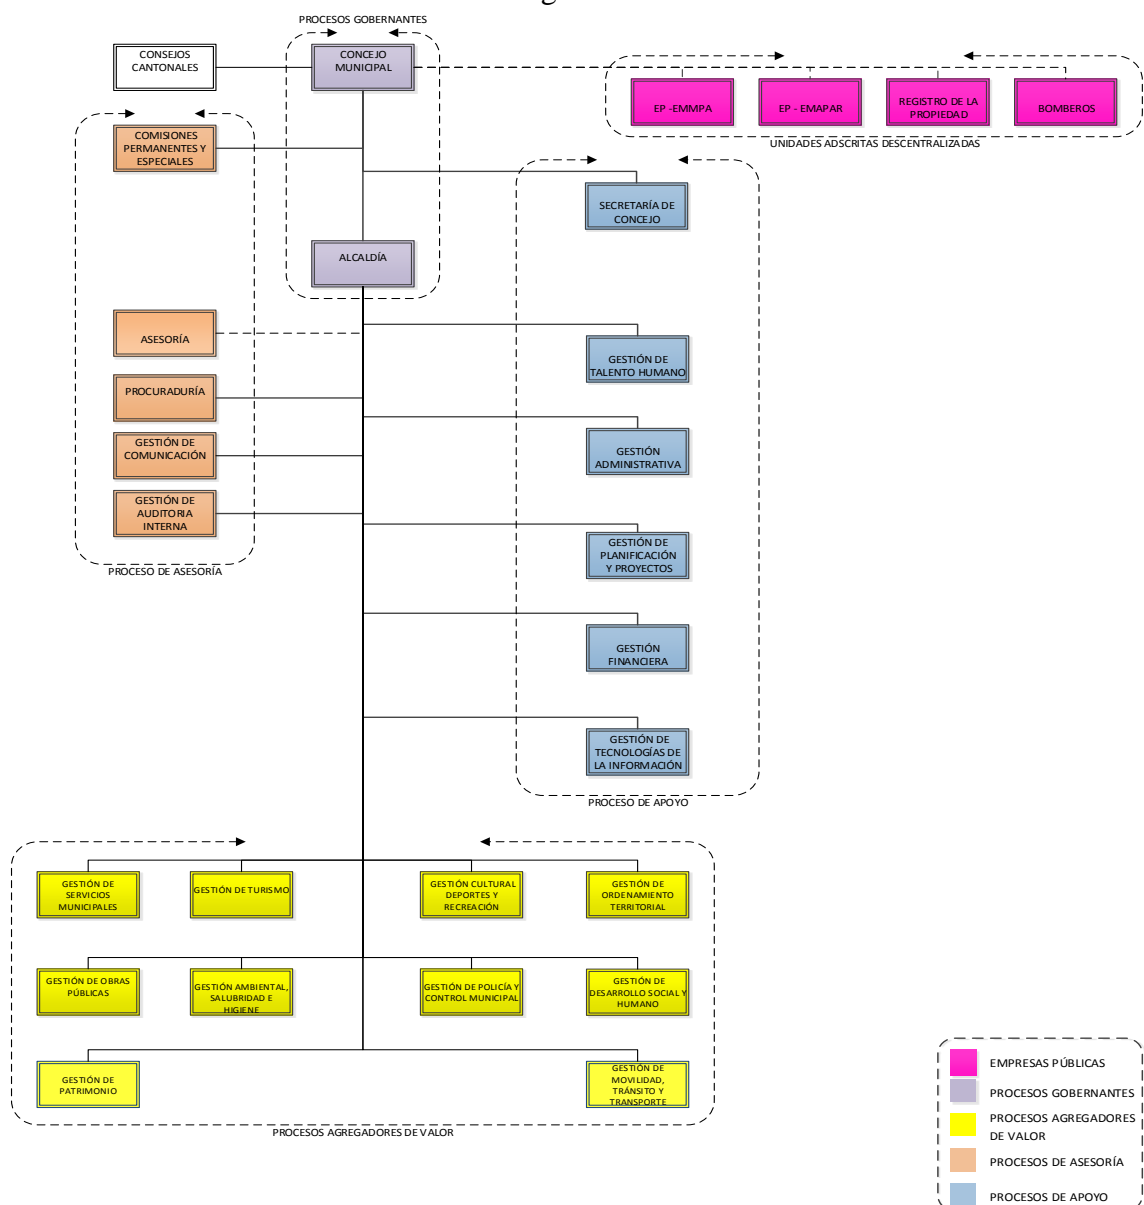 PROCESOS GOBERNANTES
CONSEJOS
CANTONALES
CONCEJO
MUNICIPAL
EP -EMMPA
EP - EMAPAR
REGISTRO DE LA
PROPIEDAD
BOMBEROS
UNIDADES ADSCRITAS DESCENTRALIZADAS
COMISIONES
PERMANENTES Y
ESPECIALES
SECRETARÍA DE
CONCEJO
ALCALDÍA
ASESORÍA
GESTIÓN DE
TALENTO HUMANO
PROCURADURÍA
GESTIÓN DE
COMUNICACIÓN
GESTIÓN
ADMINISTRATIVA
GESTIÓN DE
AUDITORIA
INTERNA
GESTIÓN DE
PLANIFICACIÓN
Y PROYECTOS
PROCESO DE ASESORÍA
GESTIÓN
FINANCIERA
GESTIÓN DE
TECNOLOGÍAS DE
LA INFORMACIÓN
PROCESO DE APOYO
GESTIÓN DE
SERVICIOS
MUNICIPALES
GESTIÓN DE TURISMO
GESTIÓN CULTURAL
DEPORTES Y
RECREACIÓN
GESTIÓN DE
ORDENAMIENTO
TERRITORIAL
GESTIÓN DE OBRAS
PÚBLICAS
GESTIÓN AMBIENTAL,
SALUBRIDAD E
HIGIENE
GESTIÓN DE POLICÍA Y
CONTROL MUNICIPAL
GESTIÓN DE
DESARROLLO SOCIAL Y
HUMANO
GESTIÓN DE
PATRIMONIO
GESTIÓN DE
MOVILIDAD,
TRÁNSITO Y
TRANSPORTE
PROCESOS AGREGADORES DE VALOR
EMPRESAS PÚBLICAS
PROCESOS GOBERNANTES
PROCESOS AGREGADORES
DE VALOR
PROCESOS DE ASESORÍA
PROCESOS DE APOYO